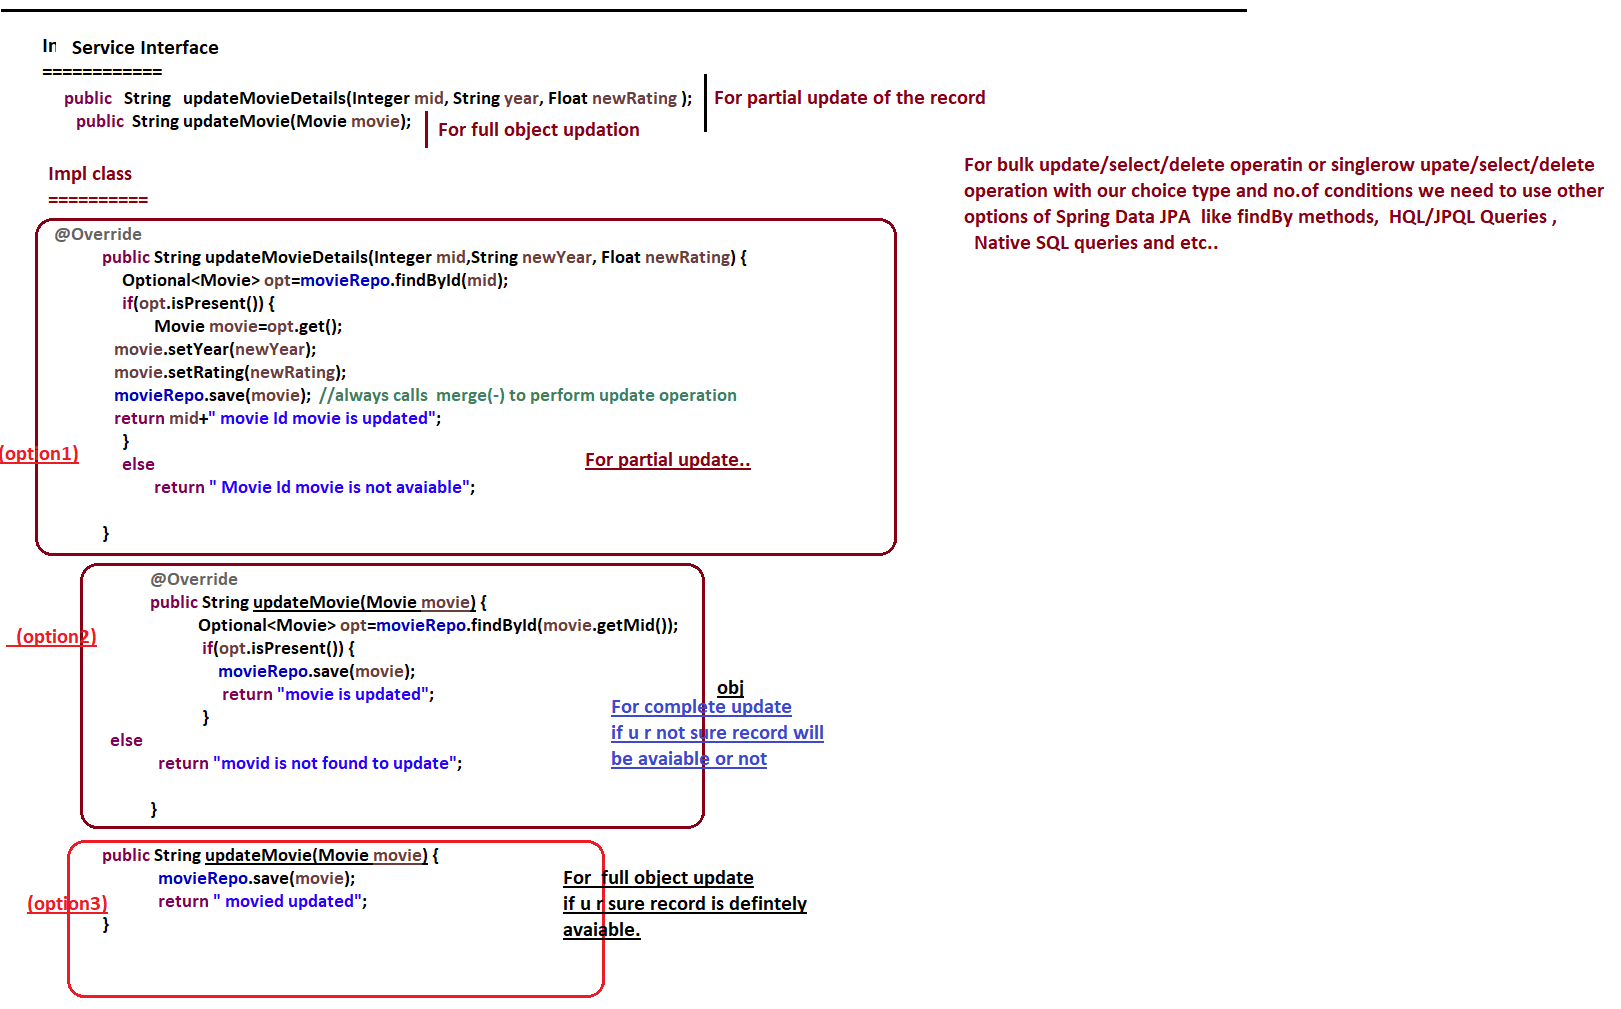 In Service Interface
============
public String updateMovieDetails(Integer mid, String year, Float newRating );
For partial update of the record
public String updateMovie(Movie movie);
For full object updation
Impl class
==========
For bulk update/select/delete operatin or singlerow upate/select/delete
operation with our choice type and no.of conditions we need to use other
options of Spring Data JPA like findBy methods, HQL/JPQL Queries ,
Native SQL queries and etc..
@Override
public String updateMovieDetails(Integer mid,String newYear, Float newRating) {
Optional<Movie> opt=movieRepo.findById(mid);
if(opt.isPresent()) {
Movie movie=opt.get();
movie.setYear(newYear);
movie.setRating(newRating);
movieRepo.save(movie); //always calls merge(-) to perform update operation
return mid+" movie Id movie is updated";
}
(option1)
else
For partial update..
return " Movie Id movie is not avaiable";
}
@Override
public String updateMovie(Movie movie) {
Optional<Movie> opt=movieRepo.findById(movie.getMid());
(option2)
if(opt.isPresent()) {
movieRepo.save(movie);
return "movie is updated";
}
obj
For complete update
if u r not sure record will
be avaiable or not
else
return "movid is not found to update";
}
public String updateMovie(Movie movie) {
movieRepo.save(movie);
return " movied updated";
}
(option3)
For full object update
if u r sure record is defintely
avaiable.